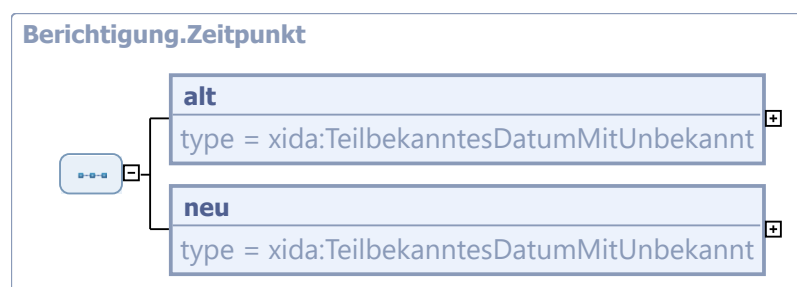 Berichtigung.Zeitpunkt
alt
type = xida:TeilbekanntesDatumMitUnbekannt
neu
type = xida:TeilbekanntesDatumMitUnbekannt